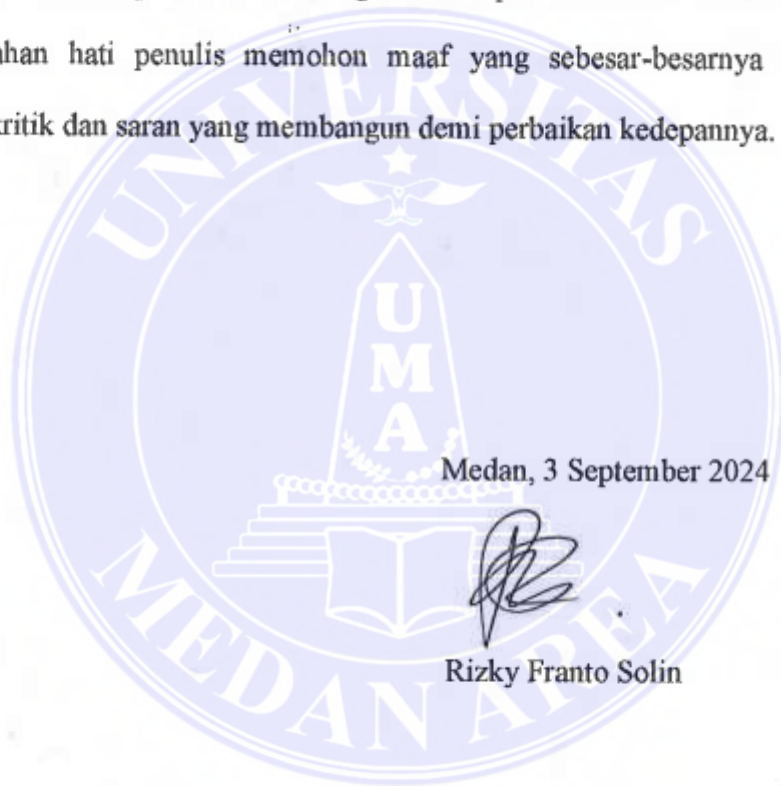 hati penulis memohon maaf yang sebesar-besarnya
kritik dan saran yang membangun demi perbaikan kedepannya.
UNIVERSITAS
UMA
Medan, 3 September 2024
Rizky Franto Solin
MEDAN AREA